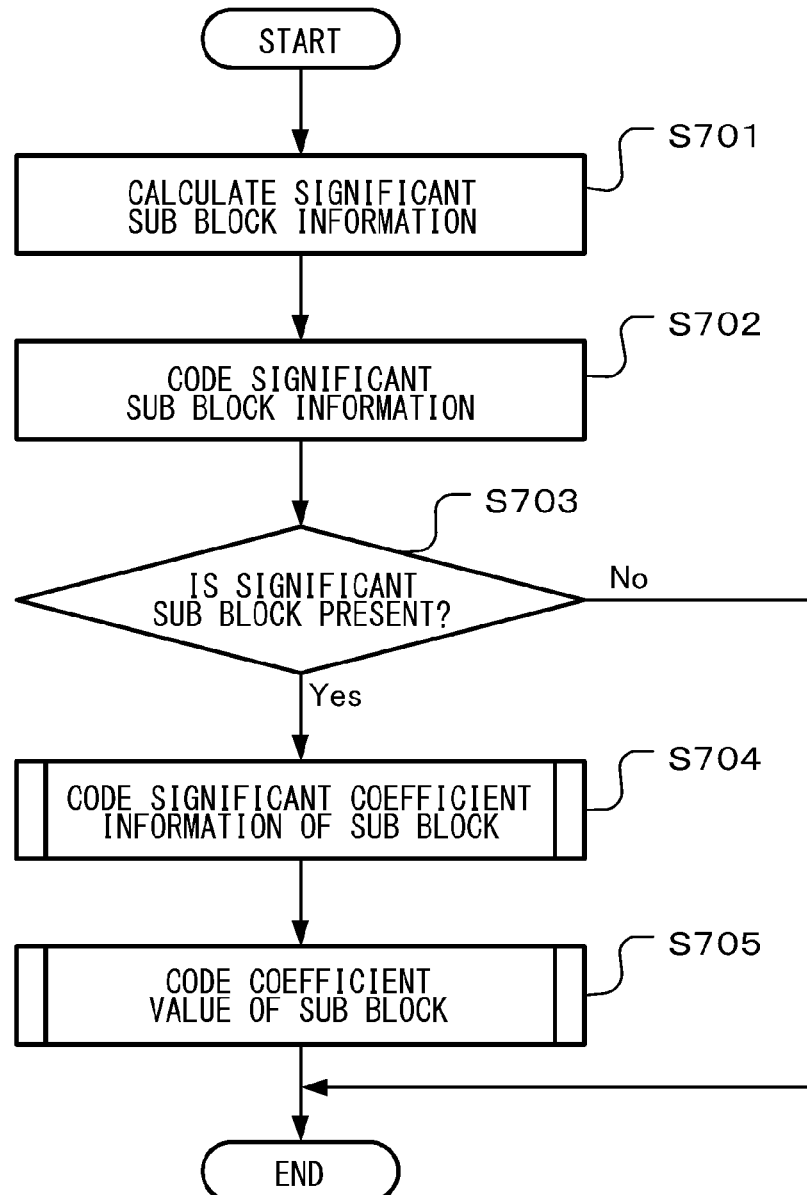 START
S701
CALCULATE SIGNIFICANT
SUB BLOCK INFORMATION
S702
CODE SIGNIFICANT
SUB BLOCK INFORMATION
S703
IS SIGNIFICANT
SUB BLOCK PRESENT?
No
Yes
S704
CODE SIGNIFICANT COEFFICIENT
INFORMATION OF SUB BLOCK
S705
CODE COEFFICIENT
VALUE OF SUB BLOCK
END